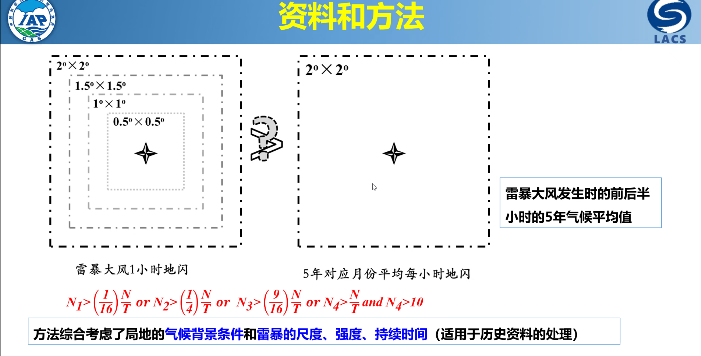 资料和方法
IAP
LACS
2°×2°
1.5°×1.5°
1°×1°
0.5°×0.5°
2°×2°
雷暴大风发生时的前后半
小时的5年气候平均值
雷暴大风1小时地闪
5年对应月份平均每小时地闪
N₁>(1/16)N/T or N₂>(1/4)N/T or N₃>(9/16)N/T or N₄>N/T and N₄>10
方法综合考虑了局地的气候背景条件和雷暴的尺度、强度、持续时间（适用于历史资料的处理）